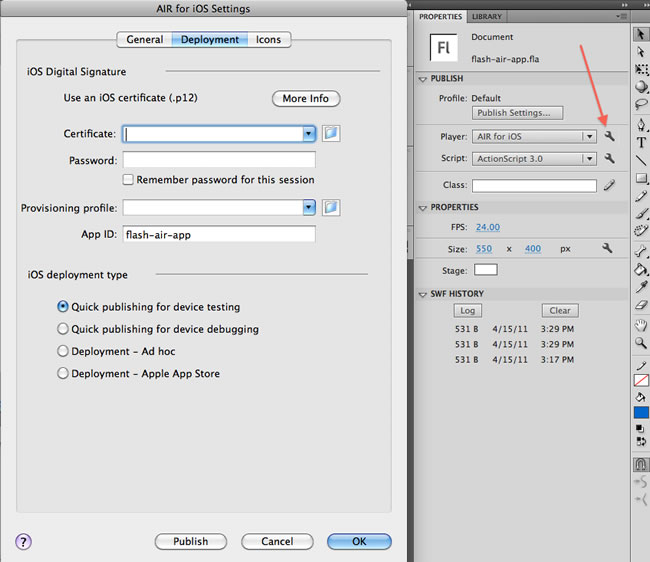 AIR for iOS Settings
General Deployment Icons
iOS Digital Signature
Use an iOS certificate (.p12) More Info
Certificate:
Password:
Remember password for this session
Provisioning profile:
App ID: flash-air-app
iOS deployment type
Quick publishing for device testing
Quick publishing for device debugging
Deployment – Ad hoc
Deployment – Apple App Store
? Publish Cancel OK
PROPERTIES LIBRARY
Fl Document
flash-air-app.fla
PUBLISH
Profile: Default
Publish Settings...
Player: AIR for iOS
Script: ActionScript 3.0
Class:
PROPERTIES
FPS: 24.00
Size: 550 x 400 px
Stage:
SWF HISTORY
Log Clear
531 B 4/15/11 3:29 PM
531 B 4/15/11 3:29 PM
531 B 4/15/11 3:17 PM
T